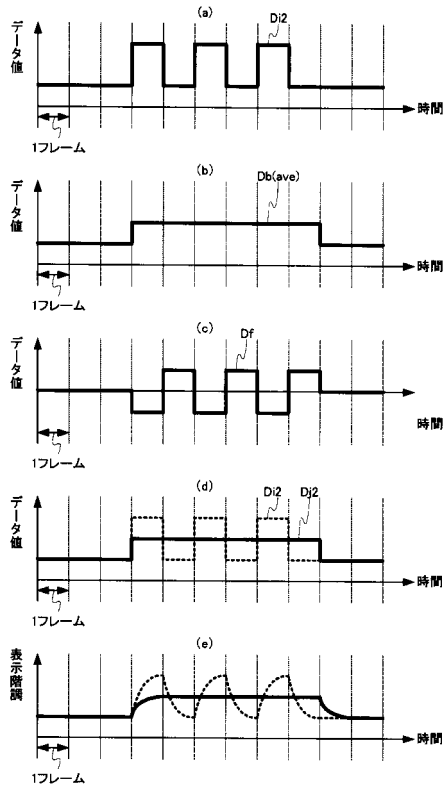 (a)
データ値
Di2
時間
1フレーム
(b)
データ値
Db(ave)
時間
1フレーム
(c)
データ値
Df
時間
1フレーム
(d)
データ値
Di2
Dj2
時間
1フレーム
(e)
表示階調
時間
1フレーム